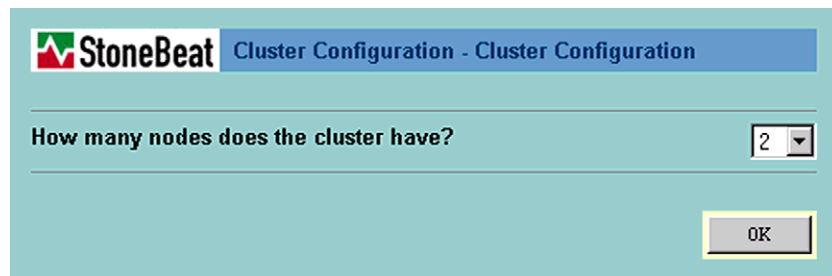 StoneBeat Cluster Configuration - Cluster Configuration
How many nodes does the cluster have? 2
OK